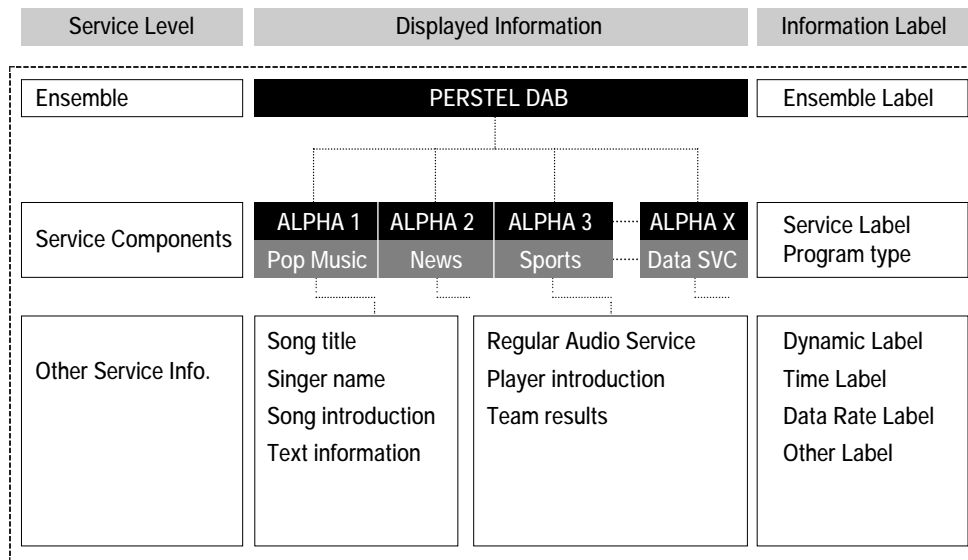 Service Level Displayed Information Information Label
Ensemble PERSTEL DAB Ensemble Label
ALPHA 1 ALPHA 2 ALPHA 3 ALPHA X
Service Components
Pop Music News Sports Data SVC
Service Label
Program type
Other Service Info.
Song title
Singer name
Song introduction
Text information
Regular Audio Service
Player introduction
Team results
Dynamic Label
Time Label
Data Rate Label
Other Label